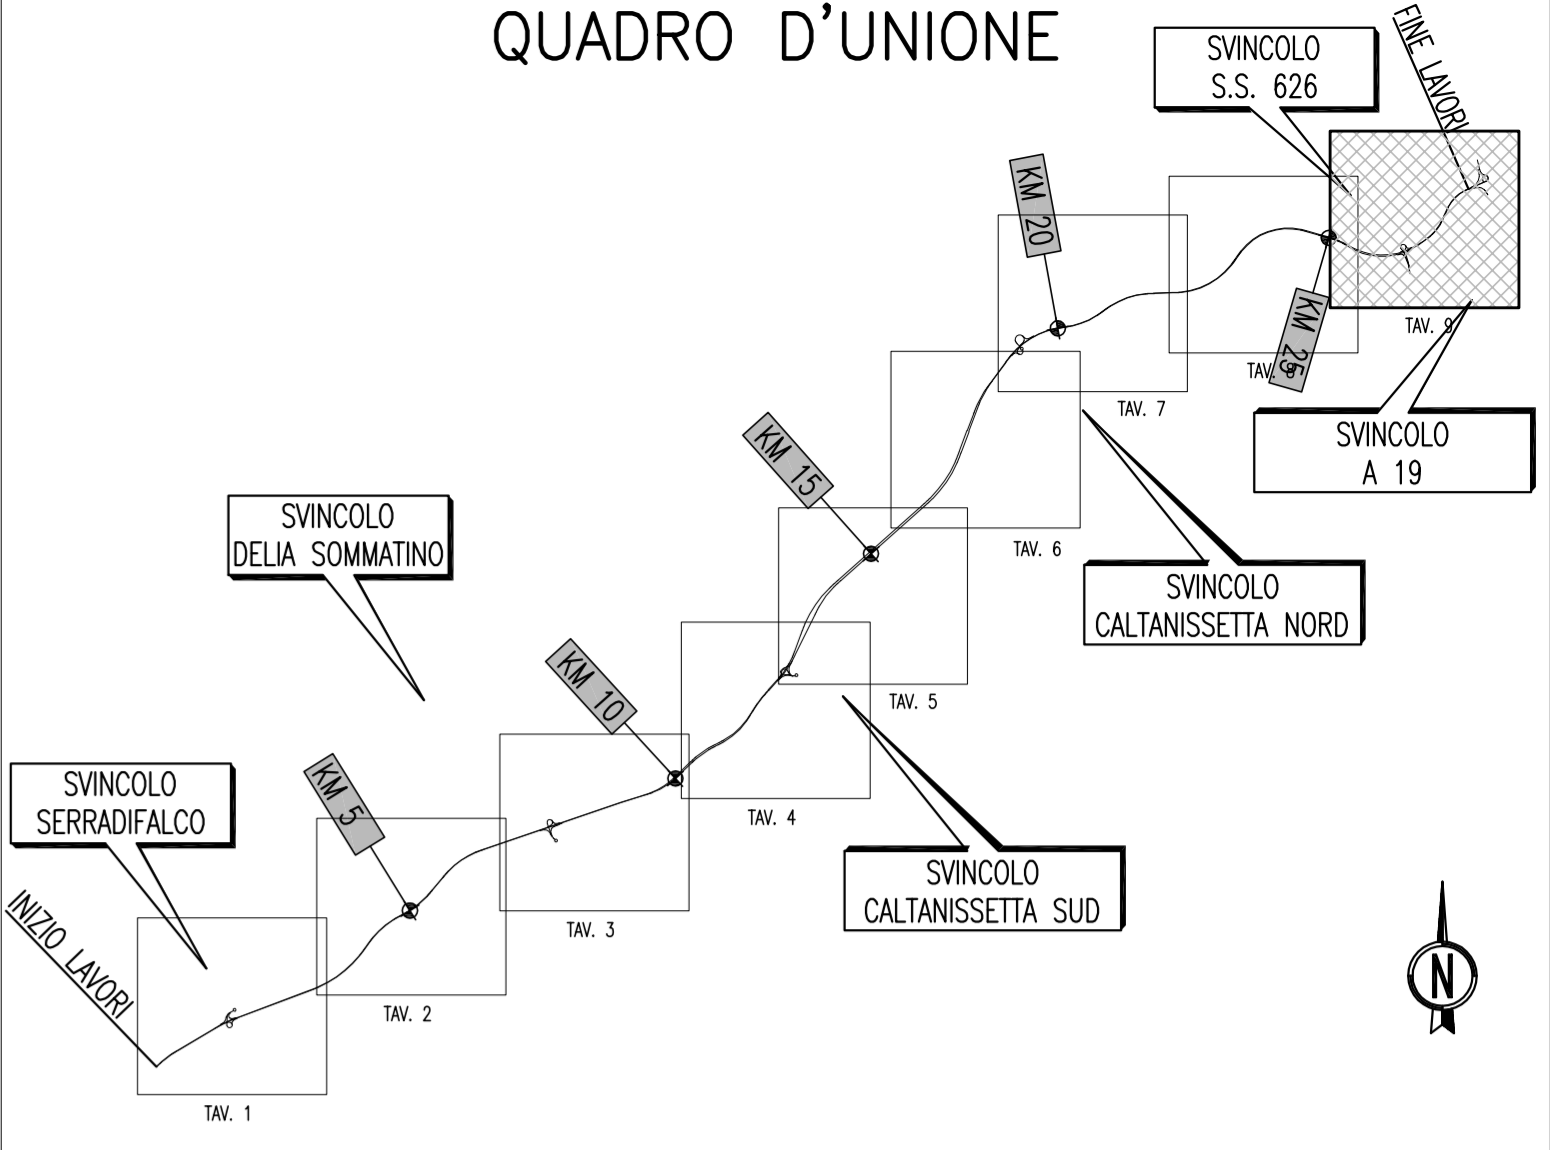 QUADRO D'UNIONE
SVINCOLO
S.S. 626
FINE LAVORI
KM 20
KM 25
TAV. 9
TAV. 8
TAV. 7
SVINCOLO
A 19
KM 15
SVINCOLO
DELIA SOMMATINO
TAV. 6
SVINCOLO
CALTANISSETTA NORD
KM 10
TAV. 5
KM 5
SVINCOLO
SERRADIFALCO
TAV. 4
SVINCOLO
CALTANISSETTA SUD
INIZIO LAVORI
TAV. 3
N
TAV. 2
TAV. 1